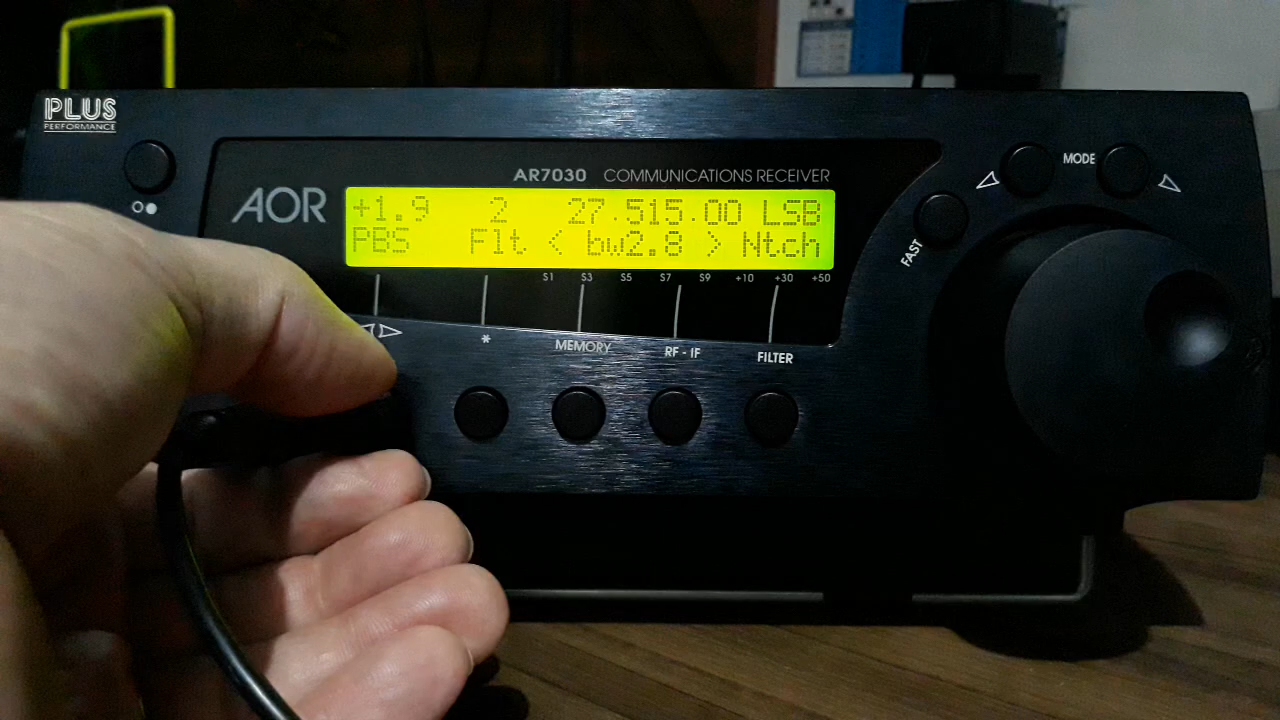 PLUS
PERFORMANCE
AOR
AR7030 COMMUNICATIONS RECEIVER
+1.9 2 27.515.00 LSB
PBS Flt < bw2.8 > Ntch
S1 S3 S5 S7 S9 +10 +30 +50
* MEMORY RF - IF FILTER
MODE
FAST